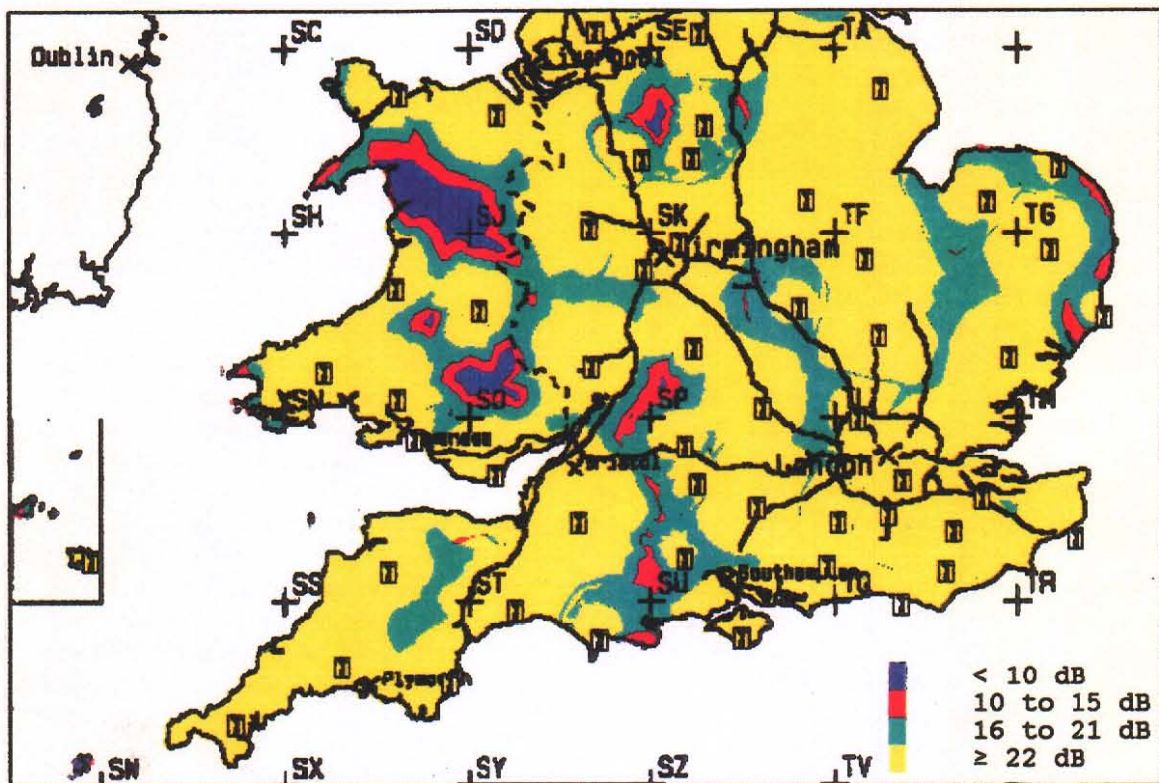 SC
SD
SE
TA
Dublin
Liverpool
SH
SJ
SK
TF
TG
Birmingham
SN
SO
SP
TM
Swansea
Bristol
London
SS
ST
SU
TQ
TR
Southampton
Plymouth
< 10 dB
10 to 15 dB
16 to 21 dB
≥ 22 dB
SX
SY
SZ
TV